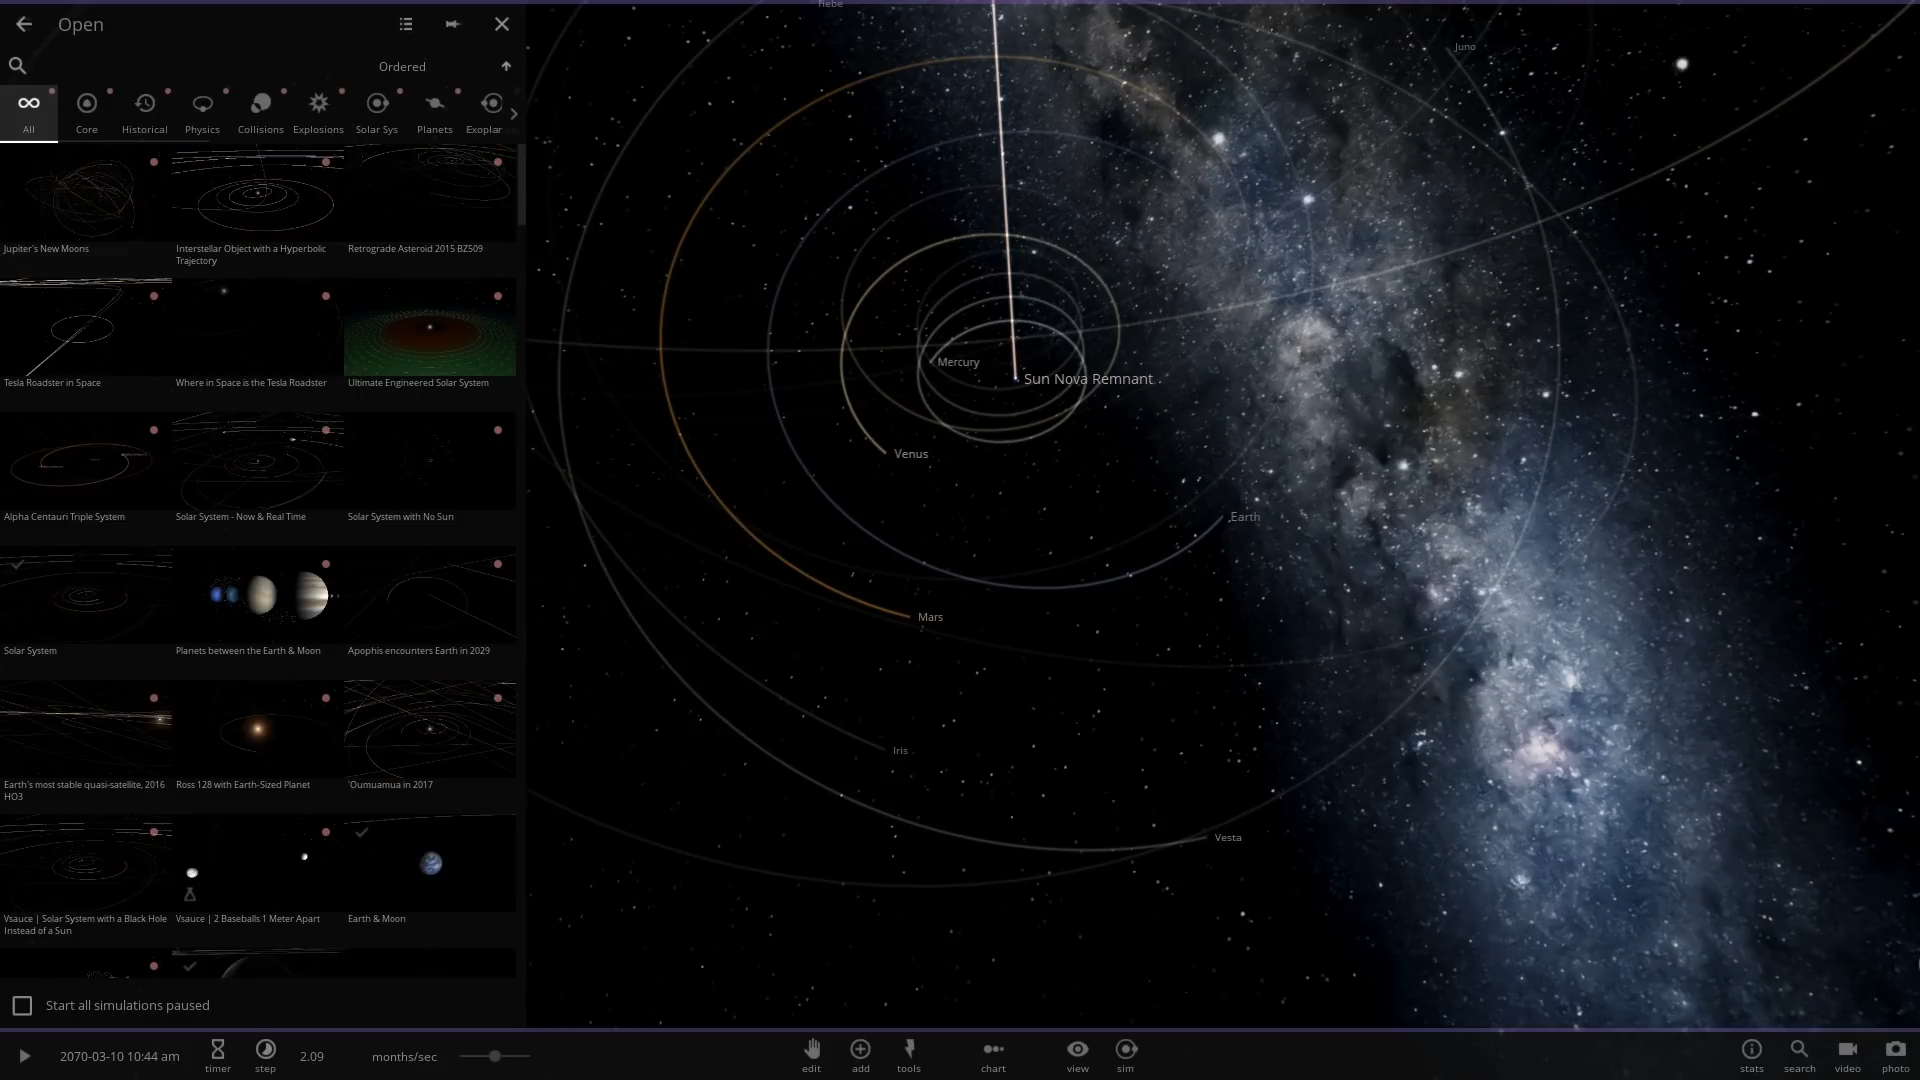 Open
Ordered
All
Core
Historical
Physics
Collisions
Explosions
Solar Sys
Planets
Exoplan
Jupiter's New Moons
Interstellar Object with a Hyperbolic
Trajectory
Retrograde Asteroid 2015 BZ509
Tesla Roadster in Space
Where in Space is the Tesla Roadster
Ultimate Engineered Solar System
Alpha Centauri Triple System
Solar System - Now & Real Time
Solar System with No Sun
Solar System
Planets between the Earth & Moon
Apophis encounters Earth in 2029
Earth's most stable quasi-satellite, 2016
HO3
Ross 128 with Earth-Sized Planet
'Oumuamua in 2017
Vsauce | Solar System with a Black Hole
Instead of a Sun
Vsauce | 2 Baseballs 1 Meter Apart
Earth & Moon
Start all simulations paused
Hebe
Juno
Mercury
Sun Nova Remnant
Venus
Earth
Mars
Iris
Vesta
2070-03-10 10:44 am
timer
step
2.09
months/sec
edit
add
tools
chart
view
sim
stats
search
video
photo